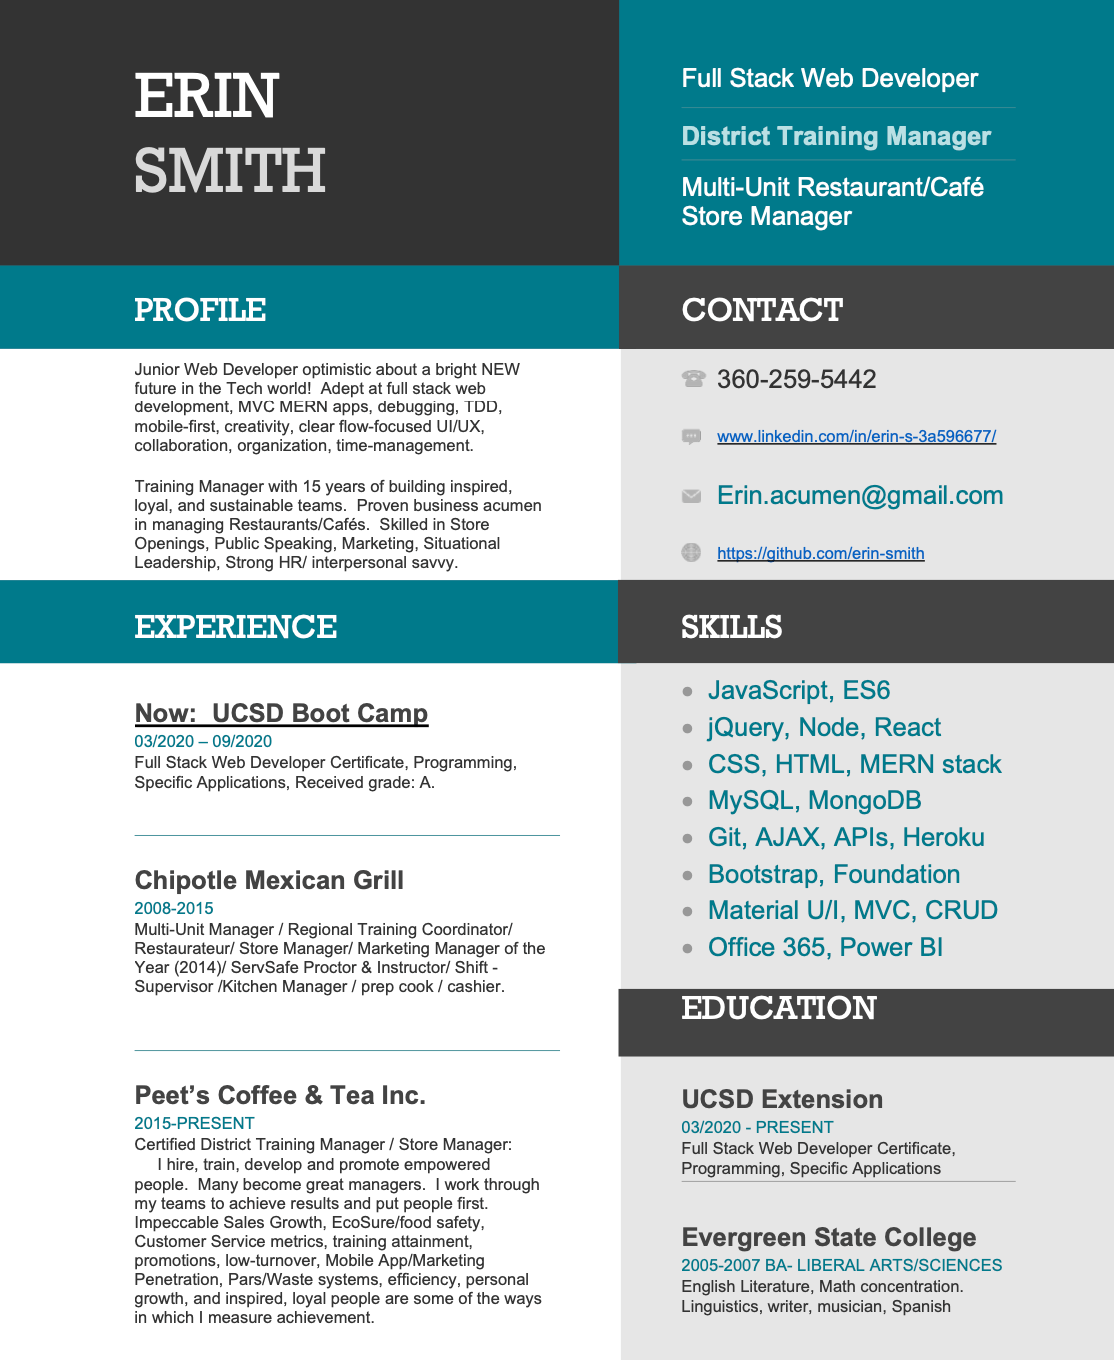 ERIN
SMITH
Full Stack Web Developer
District Training Manager
Multi-Unit Restaurant/Café
Store Manager
PROFILE
Junior Web Developer optimistic about a bright NEW
future in the Tech world!  Adept at full stack web
development, MVC MERN apps, debugging, TDD,
mobile-first, creativity, clear flow-focused UI/UX,
collaboration, organization, time-management.
Training Manager with 15 years of building inspired,
loyal, and sustainable teams.  Proven business acumen
in managing Restaurants/Cafés.  Skilled in Store
Openings, Public Speaking, Marketing, Situational
Leadership, Strong HR/ interpersonal savvy.
CONTACT
360-259-5442
www.linkedin.com/in/erin-s-3a596677/
Erin.acumen@gmail.com
https://github.com/erin-smith
EXPERIENCE
Now:  UCSD Boot Camp
03/2020 – 09/2020
Full Stack Web Developer Certificate, Programming,
Specific Applications, Received grade: A.
Chipotle Mexican Grill
2008-2015
Multi-Unit Manager / Regional Training Coordinator/
Restaurateur/ Store Manager/ Marketing Manager of the
Year (2014)/ ServSafe Proctor & Instructor/ Shift -
Supervisor /Kitchen Manager / prep cook / cashier.
Peet’s Coffee & Tea Inc.
2015-PRESENT
Certified District Training Manager / Store Manager:
I hire, train, develop and promote empowered
people.  Many become great managers.  I work through
my teams to achieve results and put people first.
Impeccable Sales Growth, EcoSure/food safety,
Customer Service metrics, training attainment,
promotions, low-turnover, Mobile App/Marketing
Penetration, Pars/Waste systems, efficiency, personal
growth, and inspired, loyal people are some of the ways
in which I measure achievement.
SKILLS
● JavaScript, ES6
● jQuery, Node, React
● CSS, HTML, MERN stack
● MySQL, MongoDB
● Git, AJAX, APIs, Heroku
● Bootstrap, Foundation
● Material U/I, MVC, CRUD
● Office 365, Power BI
EDUCATION
UCSD Extension
03/2020 - PRESENT
Full Stack Web Developer Certificate,
Programming, Specific Applications
Evergreen State College
2005-2007 BA- LIBERAL ARTS/SCIENCES
English Literature, Math concentration.
Linguistics, writer, musician, Spanish